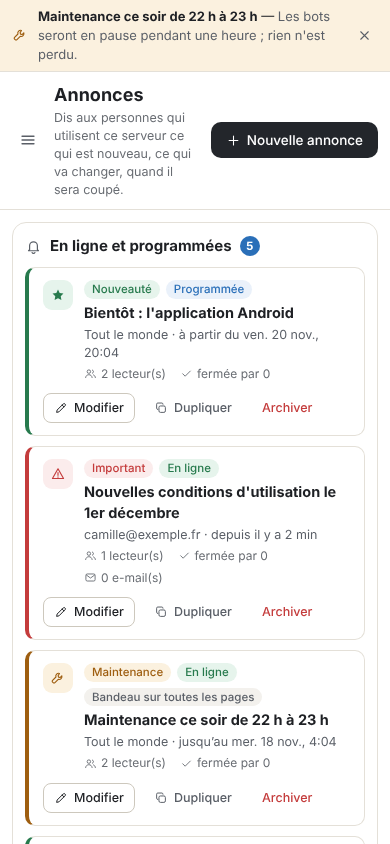 Maintenance ce soir de 22 h à 23 h — Les bots
seront en pause pendant une heure ; rien n'est
perdu.
Annonces
Dis aux personnes qui
utilisent ce serveur ce
qui est nouveau, ce qui
va changer, quand il
sera coupé.
Nouvelle annonce
En ligne et programmées 5
Nouveauté Programmée
Bientôt : l'application Android
Tout le monde · à partir du ven. 20 nov.,
20:04
2 lecteur(s) fermée par 0
Modifier Dupliquer Archiver
Important En ligne
Nouvelles conditions d'utilisation le
1er décembre
camille@exemple.fr · depuis il y a 2 min
1 lecteur(s) fermée par 0
0 e-mail(s)
Modifier Dupliquer Archiver
Maintenance En ligne
Bandeau sur toutes les pages
Maintenance ce soir de 22 h à 23 h
Tout le monde · jusqu'au mer. 18 nov., 4:04
2 lecteur(s) fermée par 0
Modifier Dupliquer Archiver